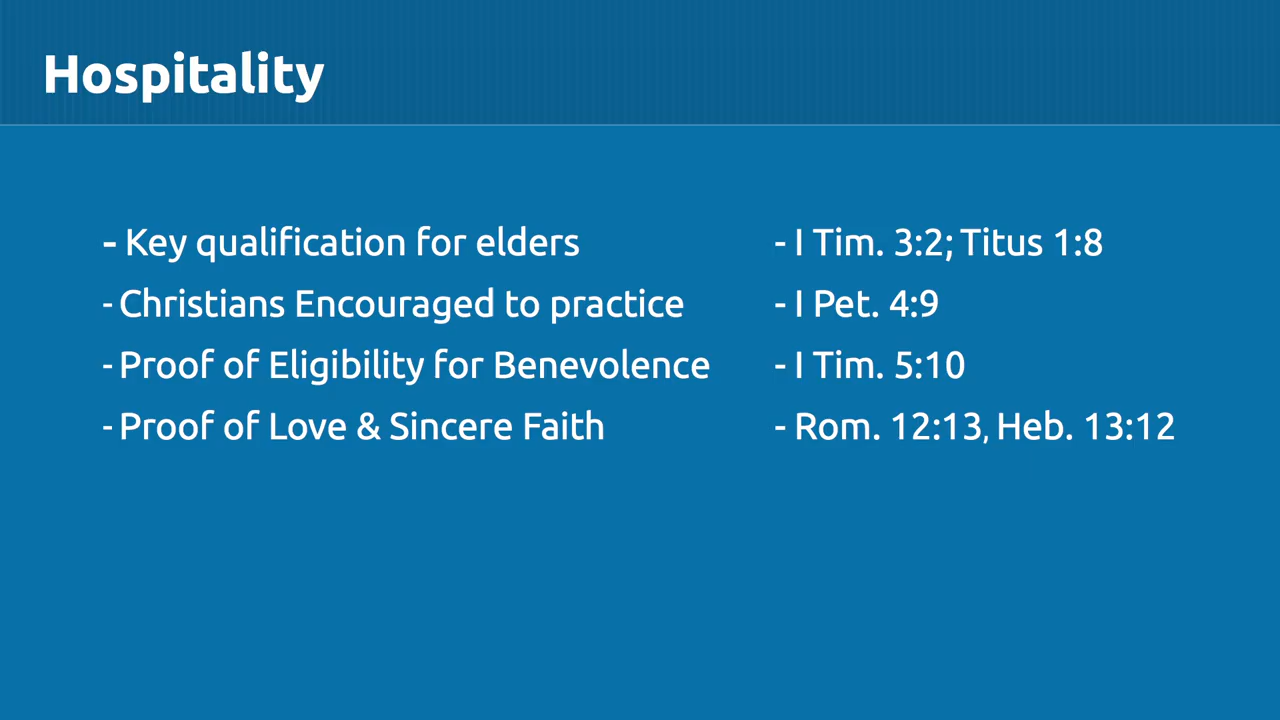 Hospitality
- Key qualification for elders - I Tim. 3:2; Titus 1:8
- Christians Encouraged to practice - I Pet. 4:9
- Proof of Eligibility for Benevolence - I Tim. 5:10
- Proof of Love & Sincere Faith - Rom. 12:13, Heb. 13:12